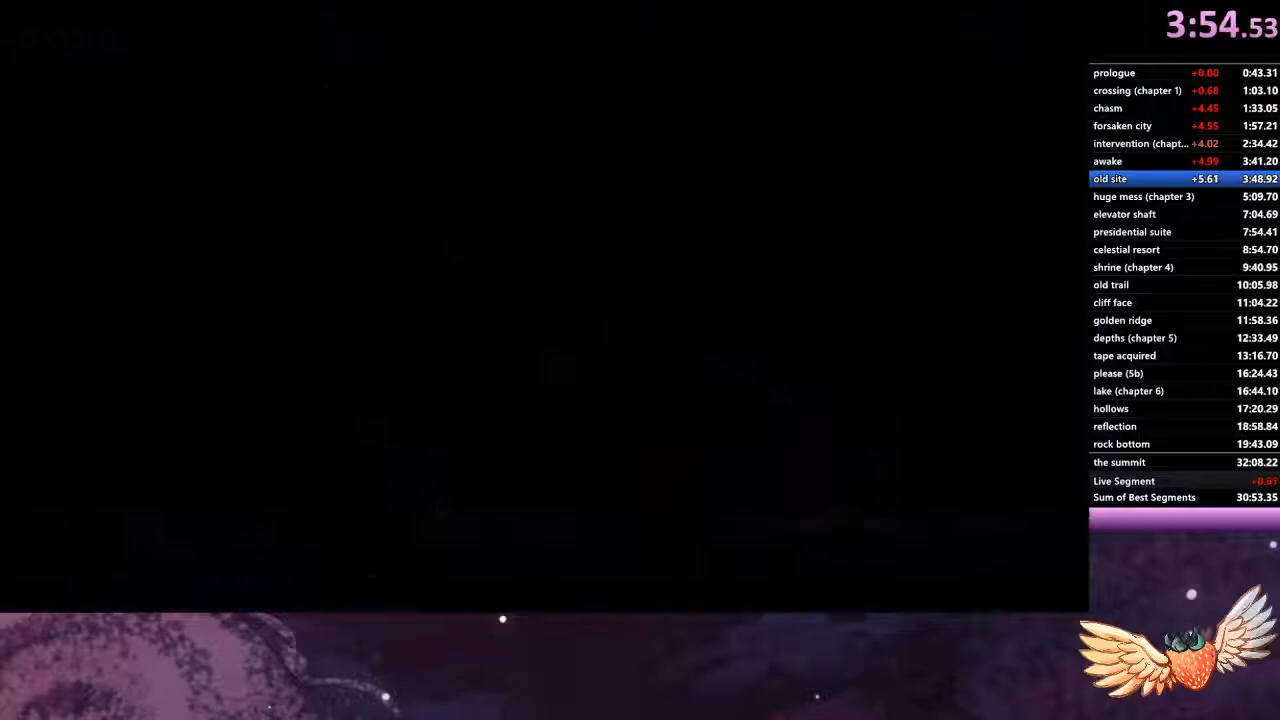 3:54.53
prologue +0.00 0:43.31
crossing (chapter 1) +0.68 1:03.10
chasm +4.45 1:33.05
forsaken city +4.55 1:57.21
intervention (chapt... +4.02 2:34.42
awake +4.99 3:41.20
old site +5.61 3:48.92
huge mess (chapter 3) 5:09.70
elevator shaft 7:04.69
presidential suite 7:54.41
celestial resort 8:54.70
shrine (chapter 4) 9:40.95
old trail 10:05.98
cliff face 11:04.22
golden ridge 11:58.36
depths (chapter 5) 12:33.49
tape acquired 13:16.70
please (5b) 16:24.43
lake (chapter 6) 16:44.10
hollows 17:20.29
reflection 18:58.84
rock bottom 19:43.09
the summit 32:08.22
Live Segment +0.61
Sum of Best Segments 30:53.35